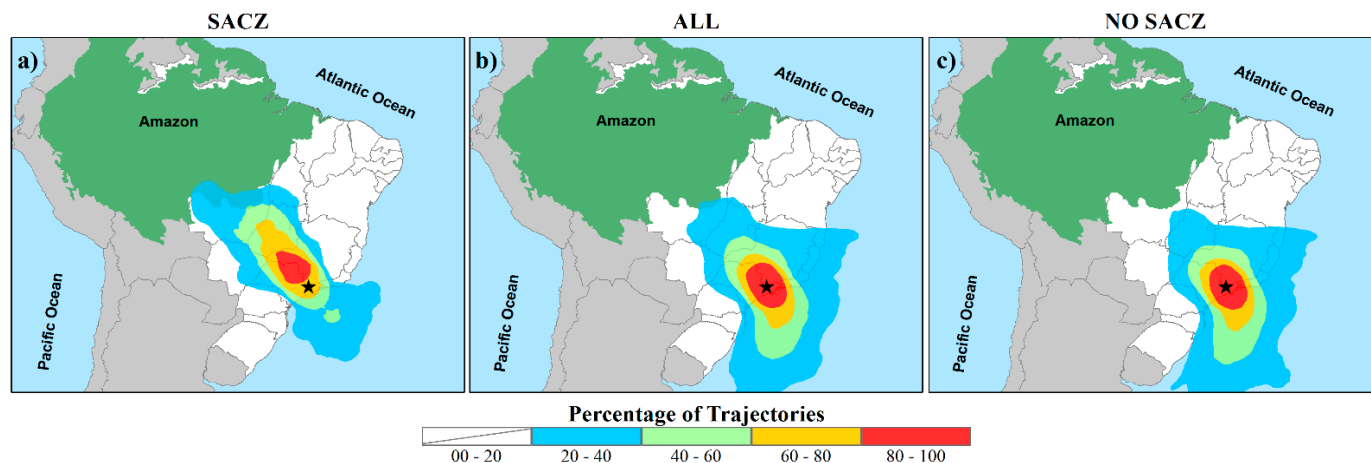 SACZ
ALL
NO SACZ
a)
Atlantic Ocean
Amazon
Pacific Ocean
b)
Atlantic Ocean
Amazon
Pacific Ocean
c)
Atlantic Ocean
Amazon
Pacific Ocean
Percentage of Trajectories
00 - 20
20 - 40
40 - 60
60 - 80
80 - 100